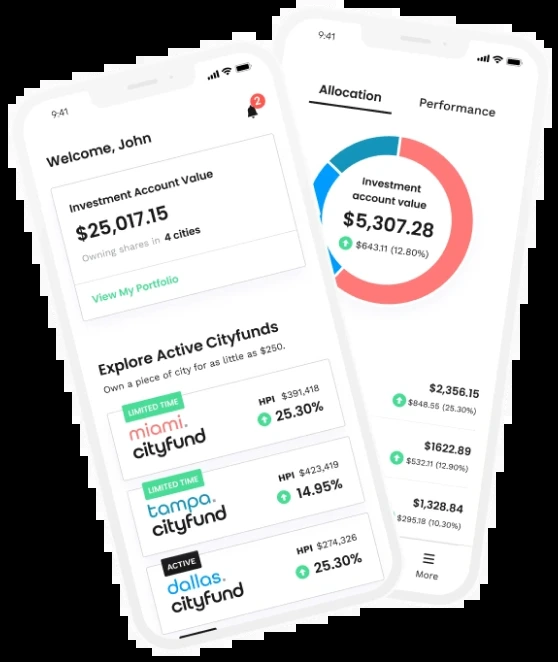 9:41
2
Welcome, John
Investment Account Value
$25,017.15
Owning shares in 4 cities
View My Portfolio
Explore Active Cityfunds
Own a piece of city for as little as $250.
LIMITED TIME
miami.
cityfund
HPI $391,418
25.30%
LIMITED TIME
tampa.
cityfund
HPI $423,419
14.95%
ACTIVE
dallas.
cityfund
HPI $274,326
25.30%
9:41
Allocation
Performance
Investment
account value
$5,307.28
$643.11 (12.80%)
$2,356.15
$848.55 (25.30%)
$1622.89
$532.11 (12.90%)
$1,328.84
$295.18 (10.30%)
More